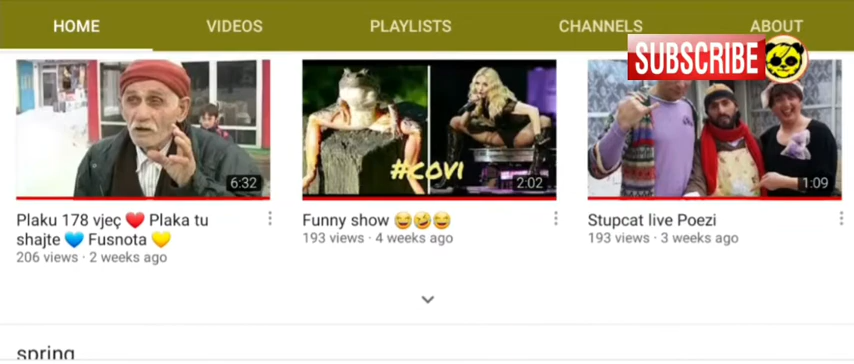 HOME VIDEOS PLAYLISTS CHANNELS ABOUT
SUBSCRIBE
#COVI
6:32 2:02 1:09
Plaku 178 vjeç ❤️ Plaka tu
shajte 💙 Fusnota 💛
206 views · 2 weeks ago
Funny show 😂🤣😂
193 views · 4 weeks ago
Stupcat live Poezi
193 views · 3 weeks ago
spring